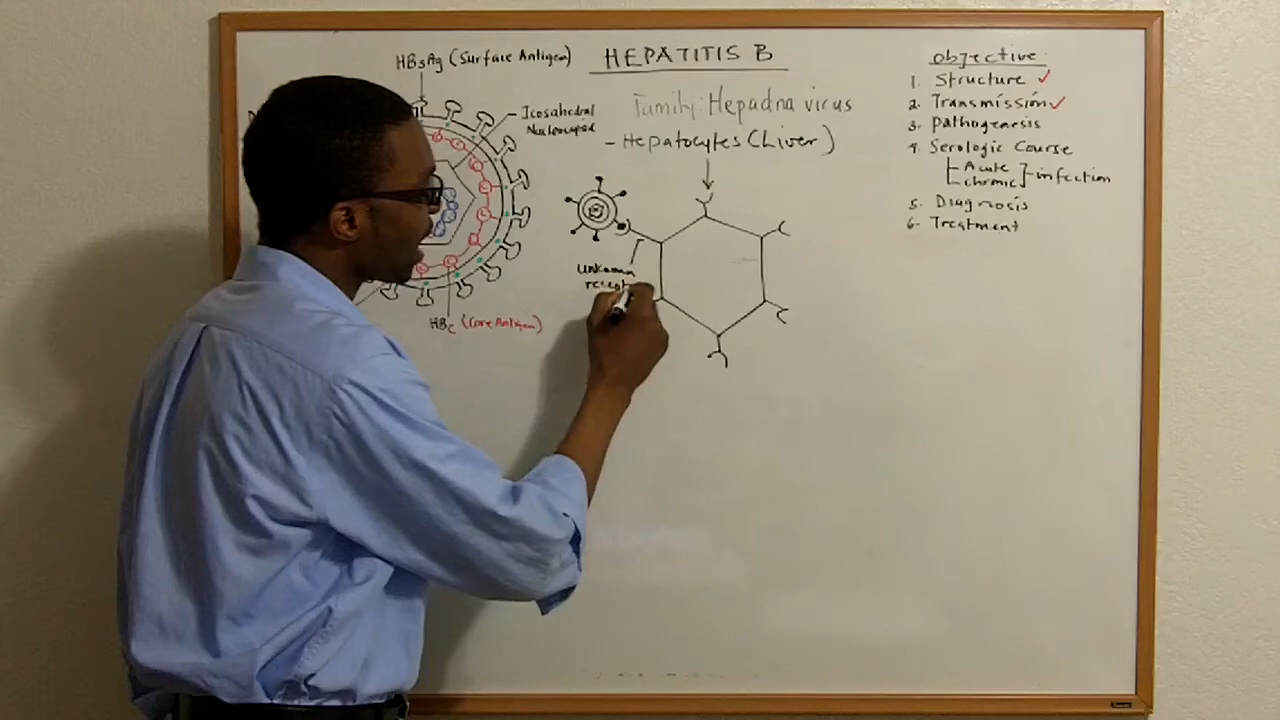 HEPATITIS B
HBsAg (Surface Antigen)
Icosahedral
Nucleocapsid
HBc (Core Antigen)
Family: Hepadna virus
- Hepatocytes (Liver)
unknown
recept
objective
1. Structure ✓
2. Transmission ✓
3. pathogenesis
4. Serologic Course
Acute
chronic
infection
5. Diagnosis
6. Treatment